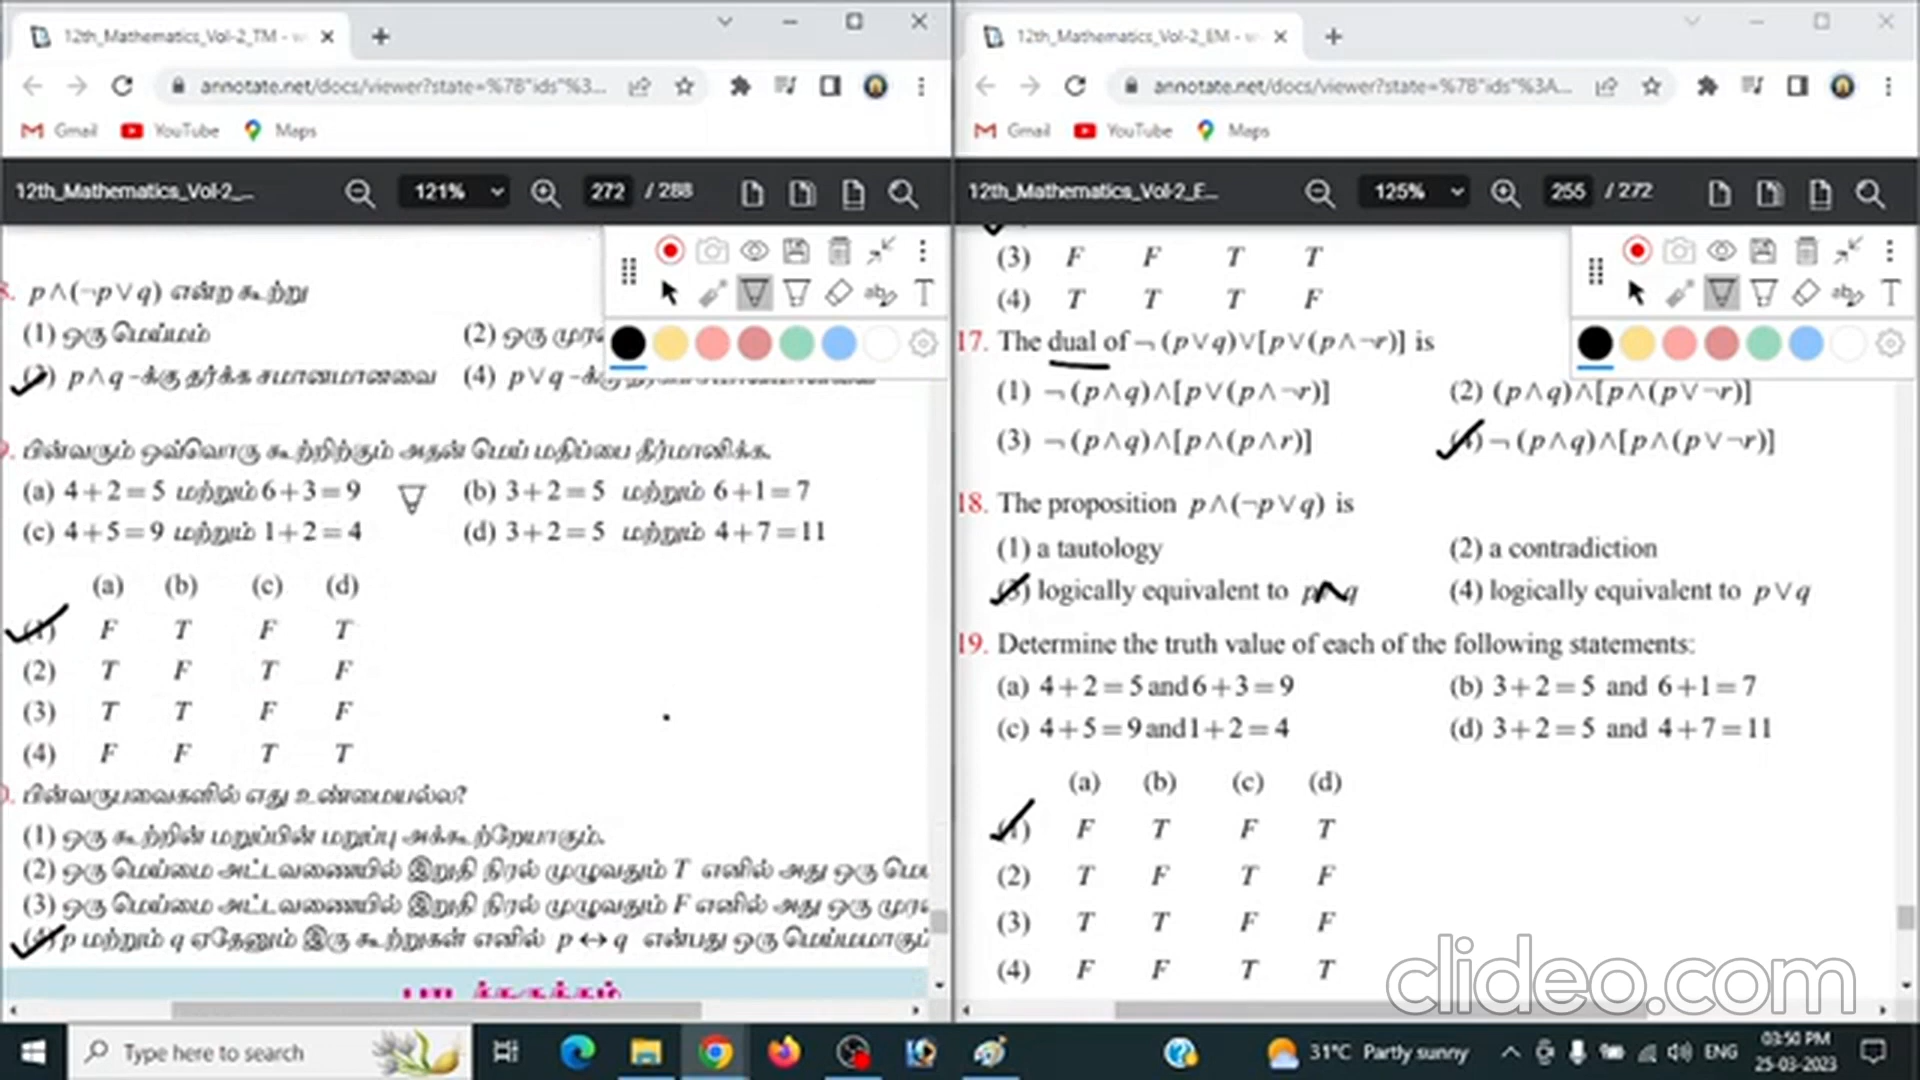 12th_Mathematics_Vol-2_TM - w
annotate.net/docs/viewer?state=%7B"ids"%3...
Gmail YouTube Maps
12th_Mathematics_Vol-2_... 121% 272 / 288
p∧(¬p∨q) என்ற கூற்று
(1) ஒரு மெய்மம்
(2) ஒரு
p∧q -க்கு தர்க்க சமானமானவை (4) p∨q
பின்வரும் ஒவ்வொரு கூற்றிற்கும் அதன் மெய் மதிப்பை தீர்மானிக்க.
(a) 4+2=5 மற்றும் 6+3=9 (b) 3+2=5 மற்றும் 6+1=7
(c) 4+5=9 மற்றும் 1+2=4 (d) 3+2=5 மற்றும் 4+7=11
(a) (b) (c) (d)
(1) F T F T
(2) T F T F
(3) T T F F
(4) F F T T
பின்வருபவைகளில் எது உண்மையல்ல?
(1) ஒரு கூற்றின் மறுப்பின் மறுப்பு அக்கூற்றேயாகும்.
(2) ஒரு மெய்மை அட்டவணையில் இறுதி நிரல் முழுவதும் T எனில் அது ஒரு
(3) ஒரு மெய்மை அட்டவணையில் இறுதி நிரல் முழுவதும் F எனில் அது ஒரு
(4) p மற்றும் q ஏதேனும் இரு கூற்றுகள் எனில் p↔q என்பது ஒரு மெய்மமாகும்
12th_Mathematics_Vol-2_EM - w
annotate.net/docs/viewer?state=%7B"ids"%3A...
Gmail YouTube Maps
12th_Mathematics_Vol-2_E... 125% 255 / 272
(3) F F T T
(4) T T T F
17. The dual of ¬(p∨q)∨[p∨(p∧¬r)] is
(1) ¬(p∧q)∧[p∨(p∧¬r)] (2) (p∧q)∧[p∧(p∨¬r)]
(3) ¬(p∧q)∧[p∧(p∧r)] (4) ¬(p∧q)∧[p∧(p∨¬r)]
18. The proposition p∧(¬p∨q) is
(1) a tautology (2) a contradiction
(3) logically equivalent to p∧q (4) logically equivalent to p∨q
19. Determine the truth value of each of the following statements:
(a) 4+2=5 and 6+3=9 (b) 3+2=5 and 6+1=7
(c) 4+5=9 and 1+2=4 (d) 3+2=5 and 4+7=11
(a) (b) (c) (d)
(1) F T F T
(2) T F T F
(3) T T F F
(4) F F T T
clideo.com
Type here to search
31°C Partly sunny ENG
03:50 PM
25-03-2023